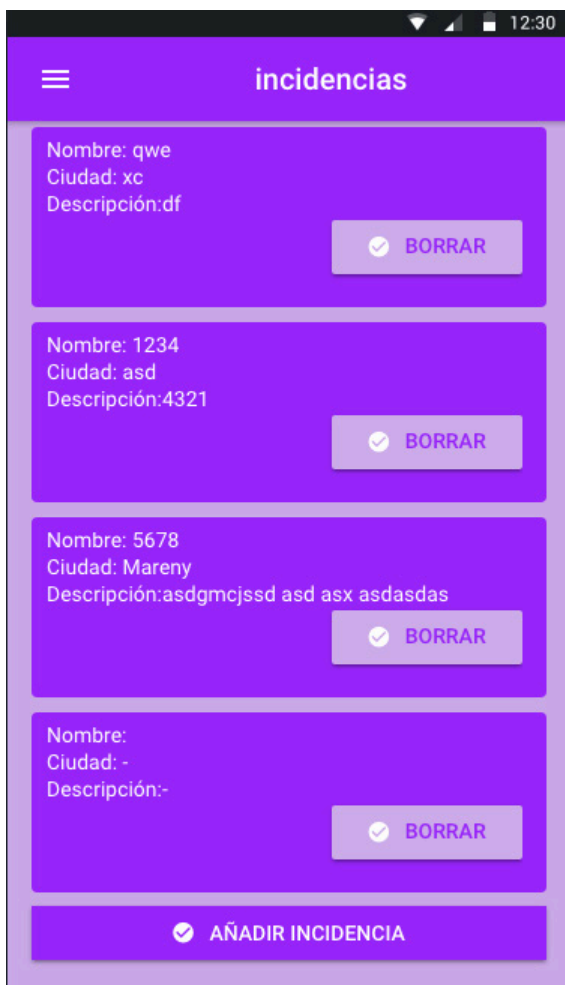 12:30
incidencias
Nombre: qwe
Ciudad: xc
Descripción:df
BORRAR
Nombre: 1234
Ciudad: asd
Descripción:4321
BORRAR
Nombre: 5678
Ciudad: Mareny
Descripción:asdgmcjssd asd asx asdasdas
BORRAR
Nombre:
Ciudad: -
Descripción:-
BORRAR
AÑADIR INCIDENCIA